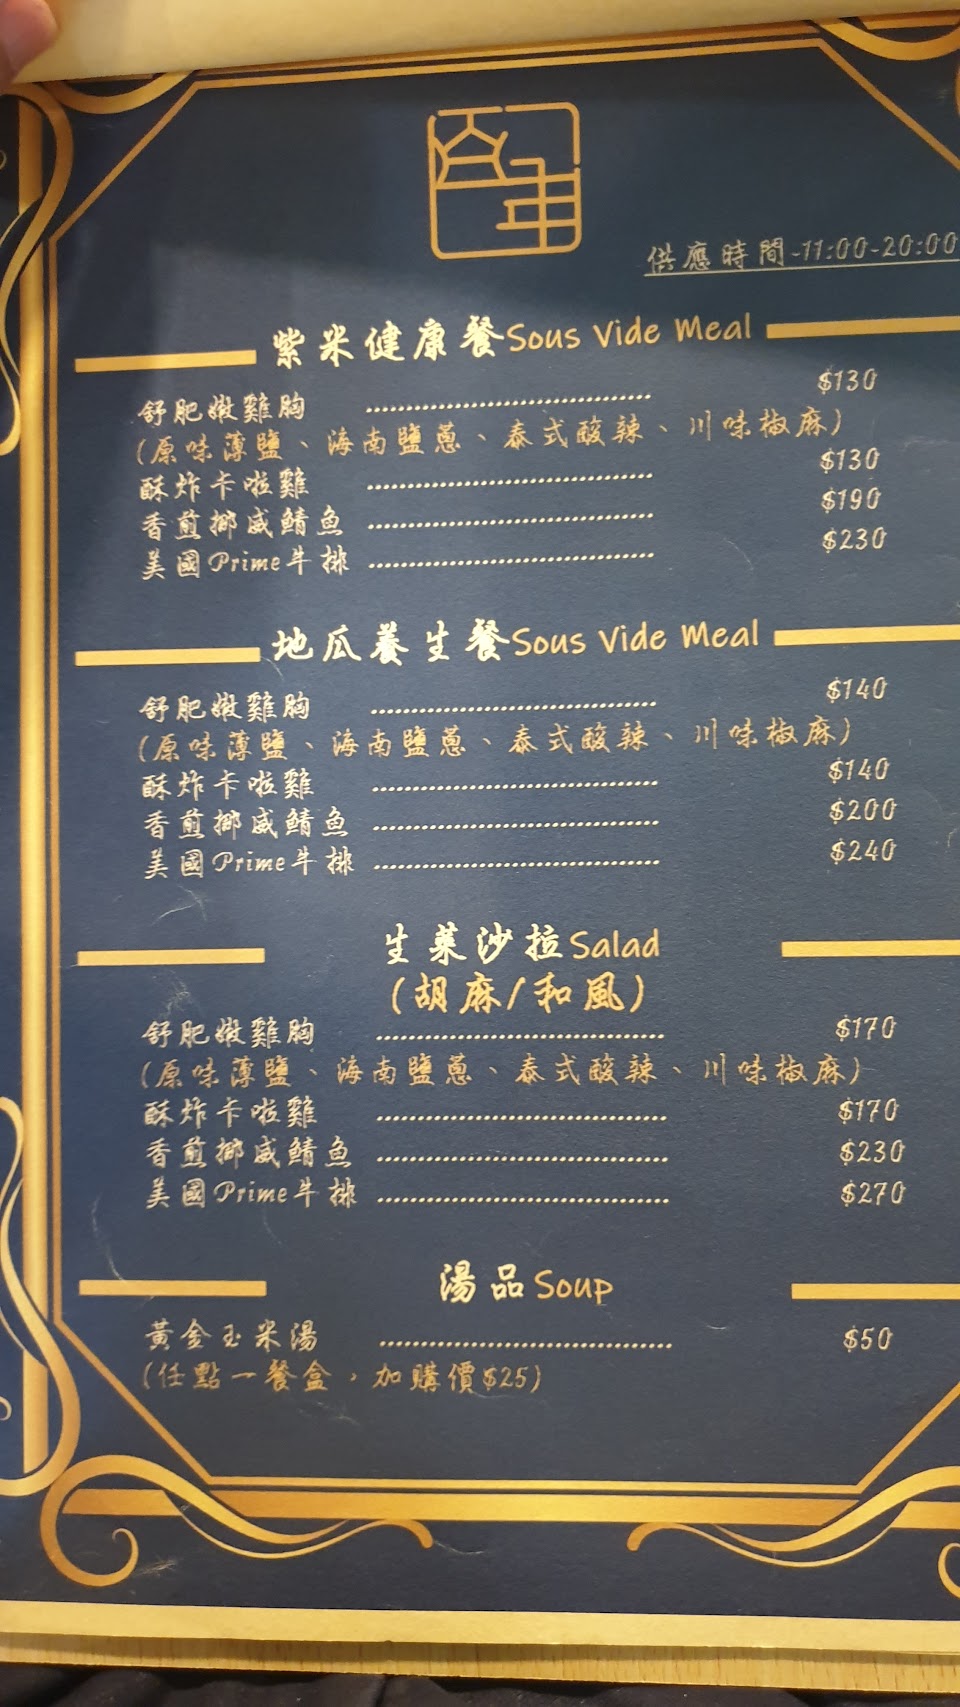 供應時間-11:00-20:00
紫米健康餐Sous Vide Meal
舒肥嫩雞胸 .................................... $130
(原味薄鹽、海南鹽蔥、泰式酸辣、川味椒麻)
酥炸卡啦雞 .................................... $130
香煎挪威鯖魚 .................................... $190
美國Prime牛排 .................................... $230
地瓜養生餐Sous Vide Meal
舒肥嫩雞胸 .................................... $140
(原味薄鹽、海南鹽蔥、泰式酸辣、川味椒麻)
酥炸卡啦雞 .................................... $140
香煎挪威鯖魚 .................................... $200
美國Prime牛排 .................................... $240
生菜沙拉Salad
(胡麻/和風)
舒肥嫩雞胸 .................................... $170
(原味薄鹽、海南鹽蔥、泰式酸辣、川味椒麻)
酥炸卡啦雞 .................................... $170
香煎挪威鯖魚 .................................... $230
美國Prime牛排 .................................... $270
湯品Soup
黃金玉米湯 .................................... $50
(任點一餐盒，加購價$25)